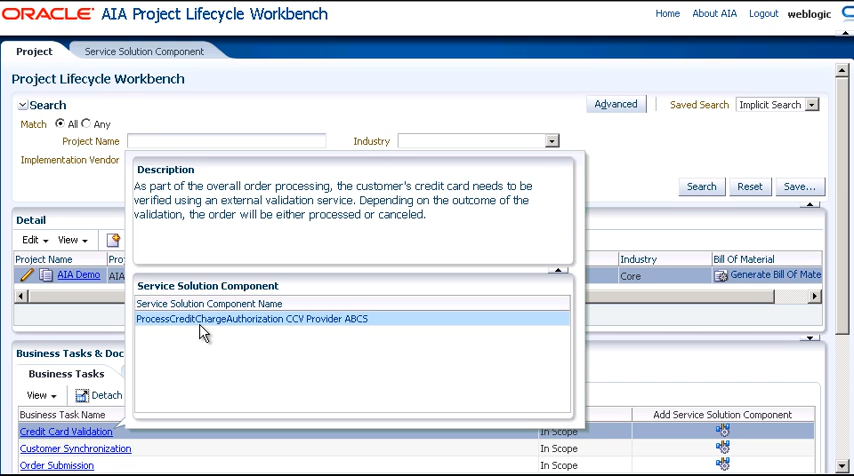 ORACLE AIA Project Lifecycle Workbench
Home About AIA Logout weblogic
Project Service Solution Component
Project Lifecycle Workbench
Search Advanced Saved Search Implicit Search
Match All Any
Project Name Industry
Implementation Vendor
Search Reset Save...
Description
As part of the overall order processing, the customer's credit card needs to be
verified using an external validation service. Depending on the outcome of the
validation, the order will be either processed or canceled.
Detail
Edit View
Project Name Industry Bill Of Material
AIA Demo AIA Core Generate Bill Of Mate
Service Solution Component
Service Solution Component Name
ProcessCreditChargeAuthorization CCV Provider ABCS
Business Tasks & Doc
Business Tasks
View Detach
Business Task Name Add Service Solution Component
Credit Card Validation In Scope
Customer Synchronization In Scope
Order Submission In Scope